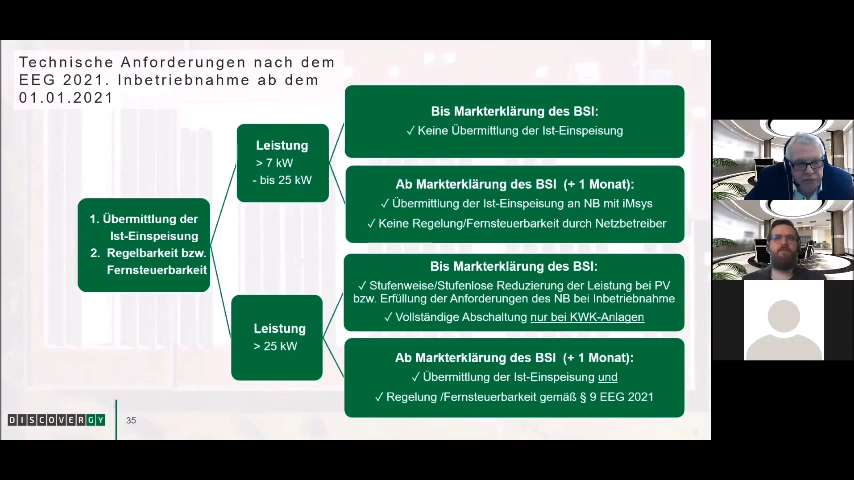 Technische Anforderungen nach dem
EEG 2021. Inbetriebnahme ab dem
01.01.2021
1. Übermittlung der
Ist-Einspeisung
2. Regelbarkeit bzw.
Fernsteuerbarkeit
Leistung
> 7 kW
- bis 25 kW
Bis Markterklärung des BSI:
✓ Keine Übermittlung der Ist-Einspeisung
Ab Markterklärung des BSI (+ 1 Monat):
✓ Übermittlung der Ist-Einspeisung an NB mit iMsys
✓ Keine Regelung/Fernsteuerbarkeit durch Netzbetreiber
Leistung
> 25 kW
Bis Markterklärung des BSI:
✓ Stufenweise/Stufenlose Reduzierung der Leistung bei PV
bzw. Erfüllung der Anforderungen des NB bei Inbetriebnahme
✓ Vollständige Abschaltung nur bei KWK-Anlagen
Ab Markterklärung des BSI (+ 1 Monat):
✓ Übermittlung der Ist-Einspeisung und
✓ Regelung /Fernsteuerbarkeit gemäß § 9 EEG 2021
DISCOVERGY
35